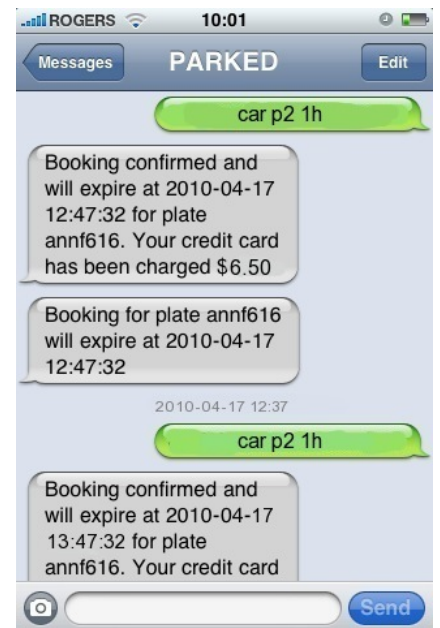 ROGERS 10:01
Messages PARKED Edit
car p2 1h
Booking confirmed and
will expire at 2010-04-17
12:47:32 for plate
annf616. Your credit card
has been charged $6.50
Booking for plate annf616
will expire at 2010-04-17
12:47:32
2010-04-17 12:37
car p2 1h
Booking confirmed and
will expire at 2010-04-17
13:47:32 for plate
annf616. Your credit card
Send